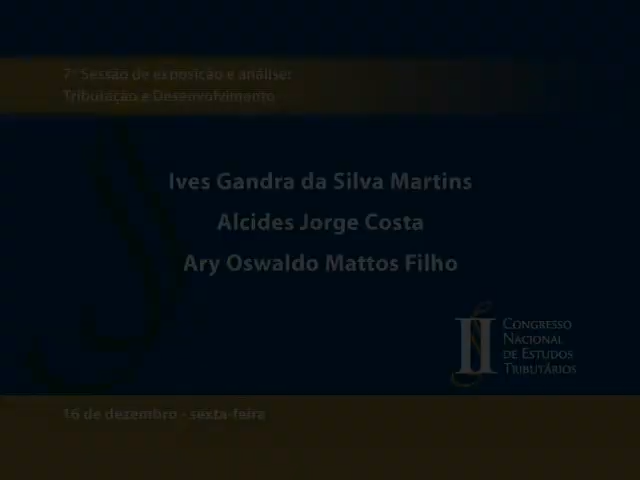 7ª Sessão de exposição e análise:
Tributação e Desenvolvimento
Ives Gandra da Silva Martins
Alcides Jorge Costa
Ary Oswaldo Mattos Filho
II
CONGRESSO
NACIONAL
DE ESTUDOS
TRIBUTÁRIOS
16 de dezembro - sexta-feira